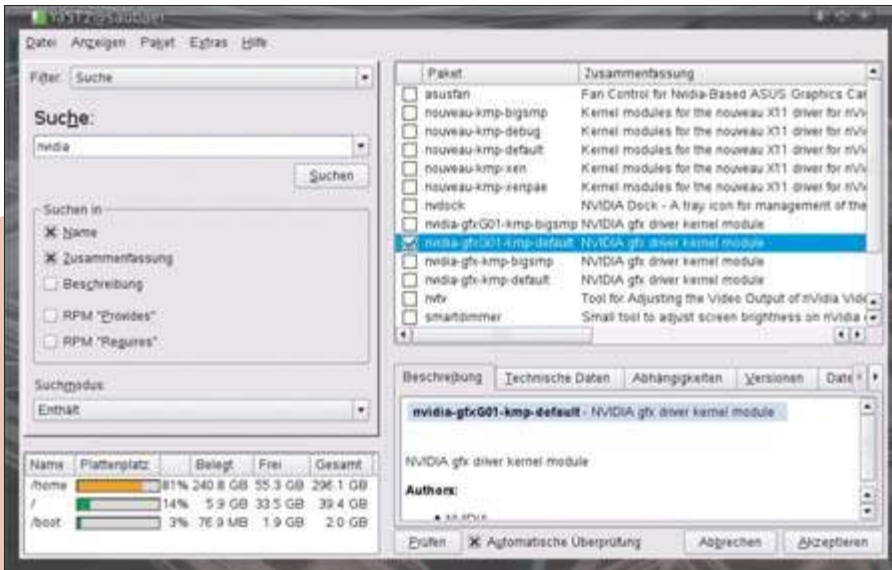 YaST2@saubaer
Datei Anzeigen Paket Extras Hilfe
Filter: Suche
Suche:
nvidia
Suchen
Suchen in
Name
Zusammenfassung
Beschreibung
RPM "Provides"
RPM "Requires"
Suchmodus:
Enthält
Name Plattenplatz Belegt Frei Gesamt
/home 81% 240.8 GB 55.3 GB 296.1 GB
/ 14% 5.9 GB 33.5 GB 39.4 GB
/boot 3% 76.9 MB 1.9 GB 2.0 GB
Paket Zusammenfassung
asusfan Fan Control for Nvidia-Based ASUS Graphics Car
nouveau-kmp-bigsmp Kernel modules for the nouveau X11 driver for nVi
nouveau-kmp-debug Kernel modules for the nouveau X11 driver for nVi
nouveau-kmp-default Kernel modules for the nouveau X11 driver for nVi
nouveau-kmp-xen Kernel modules for the nouveau X11 driver for nVi
nouveau-kmp-xenpae Kernel modules for the nouveau X11 driver for nVi
nvdock NVIDIA Dock - A tray icon for management of the
nvidia-gfxG01-kmp-bigsmp NVIDIA gfx driver kernel module
nvidia-gfxG01-kmp-default NVIDIA gfx driver kernel module
nvidia-gfx-kmp-bigsmp NVIDIA gfx driver kernel module
nvidia-gfx-kmp-default NVIDIA gfx driver kernel module
nvtv Tool for Adjusting the Video Output of nVidia Vide
smartdimmer Small tool to adjust screen brightness on nVidia
Beschreibung Technische Daten Abhängigkeiten Versionen Date
nvidia-gfxG01-kmp-default - NVIDIA gfx driver kernel module
NVIDIA gfx driver kernel module
Authors:
NVIDIA
Prüfen Automatische Überprüfung Abbrechen Akzeptieren